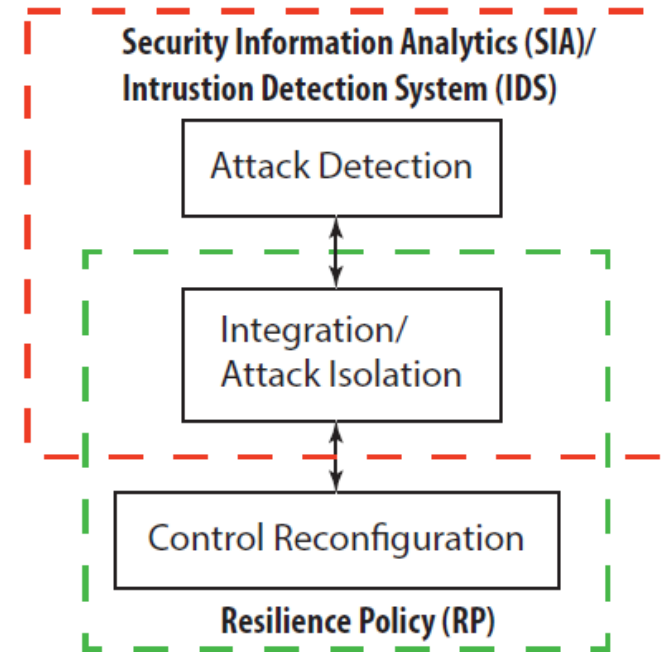 Security Information Analytics (SIA)/
Intrusion Detection System (IDS)
Attack Detection
Integration/
Attack Isolation
Control Reconfiguration
Resilience Policy (RP)